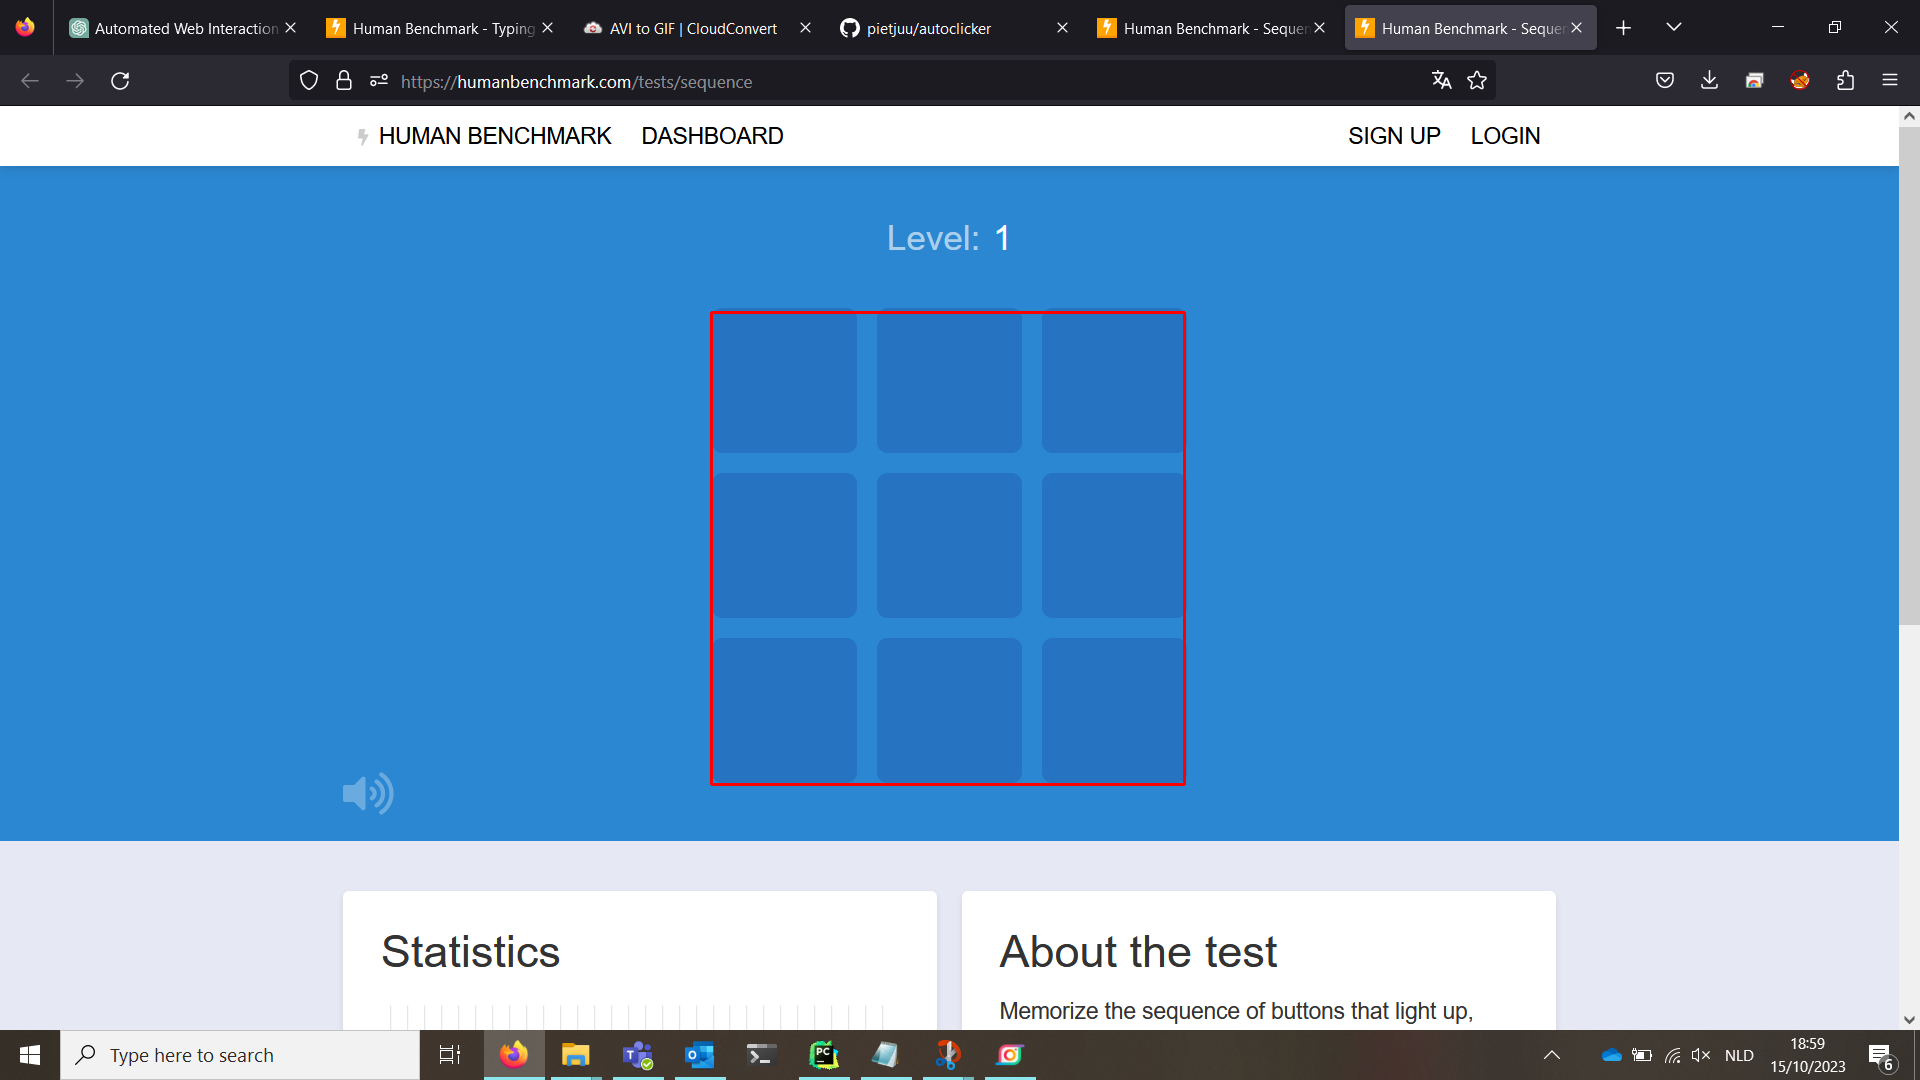 Automated Web Interaction
Human Benchmark - Typing
AVI to GIF | CloudConvert
pietjuu/autoclicker
Human Benchmark - Sequen
Human Benchmark - Sequen
https://humanbenchmark.com/tests/sequence
HUMAN BENCHMARK
DASHBOARD
SIGN UP
LOGIN
Level: 1
Statistics
About the test
Memorize the sequence of buttons that light up,
Type here to search
NLD
18:59
15/10/2023
6